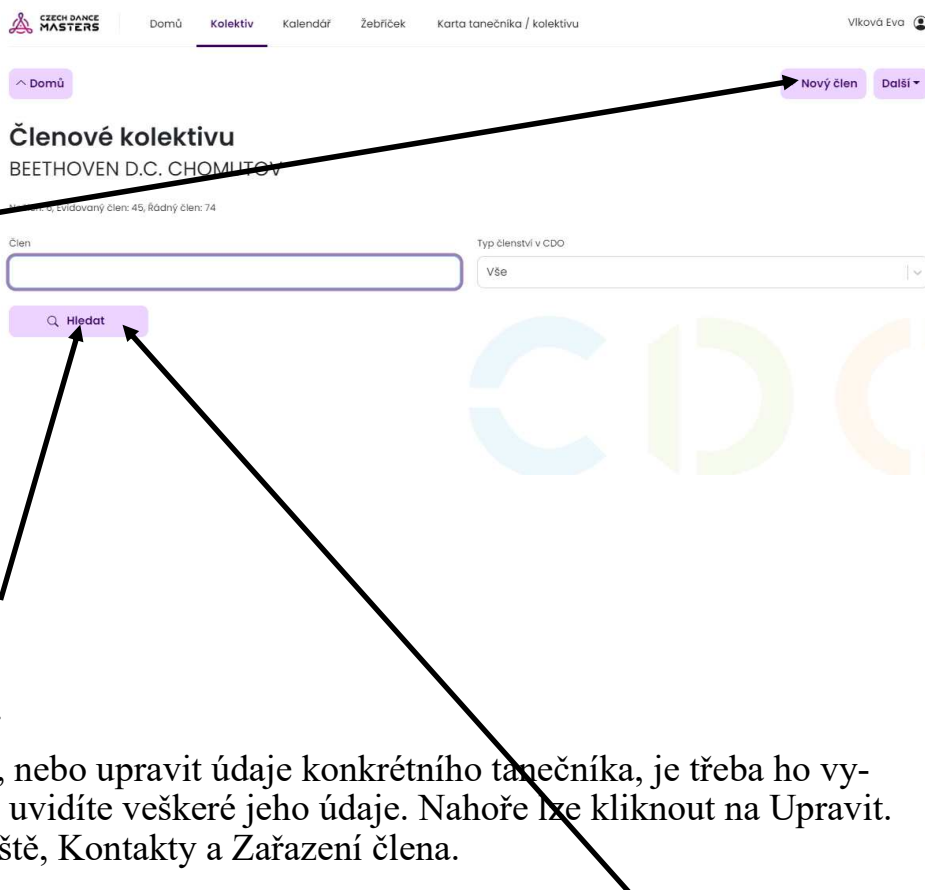 CZECH DANCE
MASTERS
Domů Kolektiv Kalendář Žebříček Karta tanečníka / kolektivu Vlková Eva
Domů
Nový člen Další
Členové kolektivu
BEETHOVEN D.C. CHOMUTOV
Evidovaný člen: 45, Řádný člen: 74
Člen Typ členství v CDO
Vše
Hledat
CDO
, nebo upravit údaje konkrétního tanečníka, je třeba ho vy-
uvidíte veškeré jeho údaje. Nahoře lze kliknout na Upravit.
ště, Kontakty a Zařazení člena.